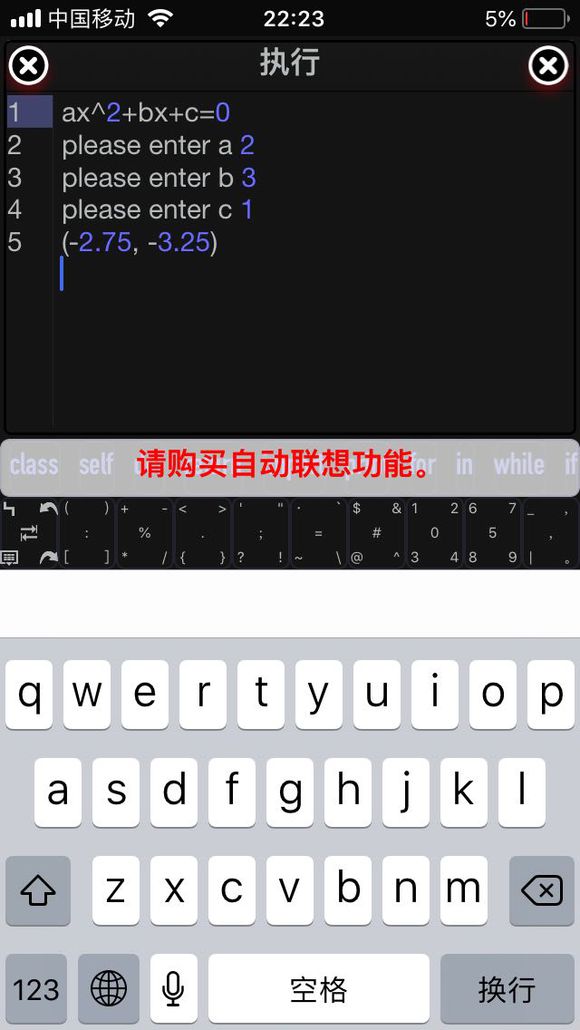 中国移动 22:23 5%
执行
1 ax^2+bx+c=0
2 please enter a 2
3 please enter b 3
4 please enter c 1
5 (-2.75, -3.25)
class self 请购买自动联想功能。 for in while if
( ) + - < > ' " · ` $ & 1 2 6 7 _ ,
: % . ; = # 0 5 ,
[ ] * / { } ? ! ~ \ @ ^ 3 4 8 9 | 。
q w e r t y u i o p
a s d f g h j k l
z x c v b n m
123 空格 换行